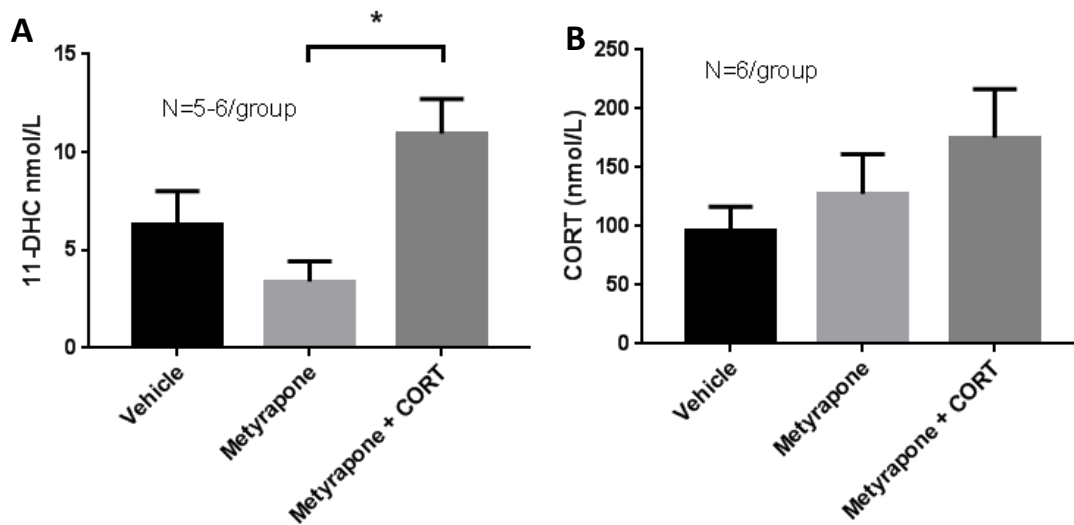 A
*
15
N=5-6/group
10
5
0
11-DHC nmol/L
Vehicle
Metyrapone
Metyrapone + CORT
B
250
N=6/group
200
150
100
50
0
CORT (nmol/L)
Vehicle
Metyrapone
Metyrapone + CORT